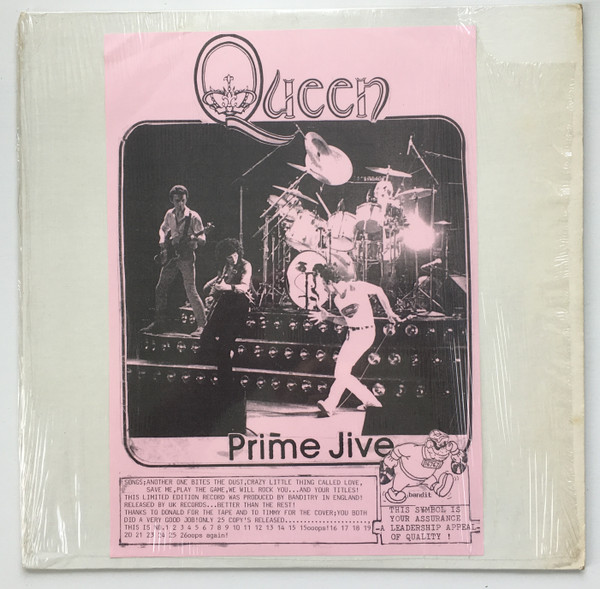 Queen
Prime Jive
SONGS;ANOTHER ONE BITES THE DUST,CRAZY LITTLE THING CALLED LOVE,
SAVE ME,PLAY THE GAME,WE WILL ROCK YOU...AND YOUR TITLES!
THIS LIMITED EDITION RECORD WAS PRODUCED BY BANDITRY IN ENGLAND!
RELEASED BY UK RECORDS...BETTER THAN THE REST!
THANKS TO DONALD FOR THE TAPE AND TO TIMMY FOR THE COVER;YOU BOTH
DID A VERY GOOD JOB!ONLY 25 COPY'S RELEASED......................
THIS IS NO.1 2 3 4 5 6 7 8 9 10 11 12 13 14 15 15ooops!16 17 18 19
20 21 23 24 25 26oops again!
bandit
THIS SYMBOL IS
YOUR ASSURANCE
A LEADERSHIP APPEAL
OF QUALITY !